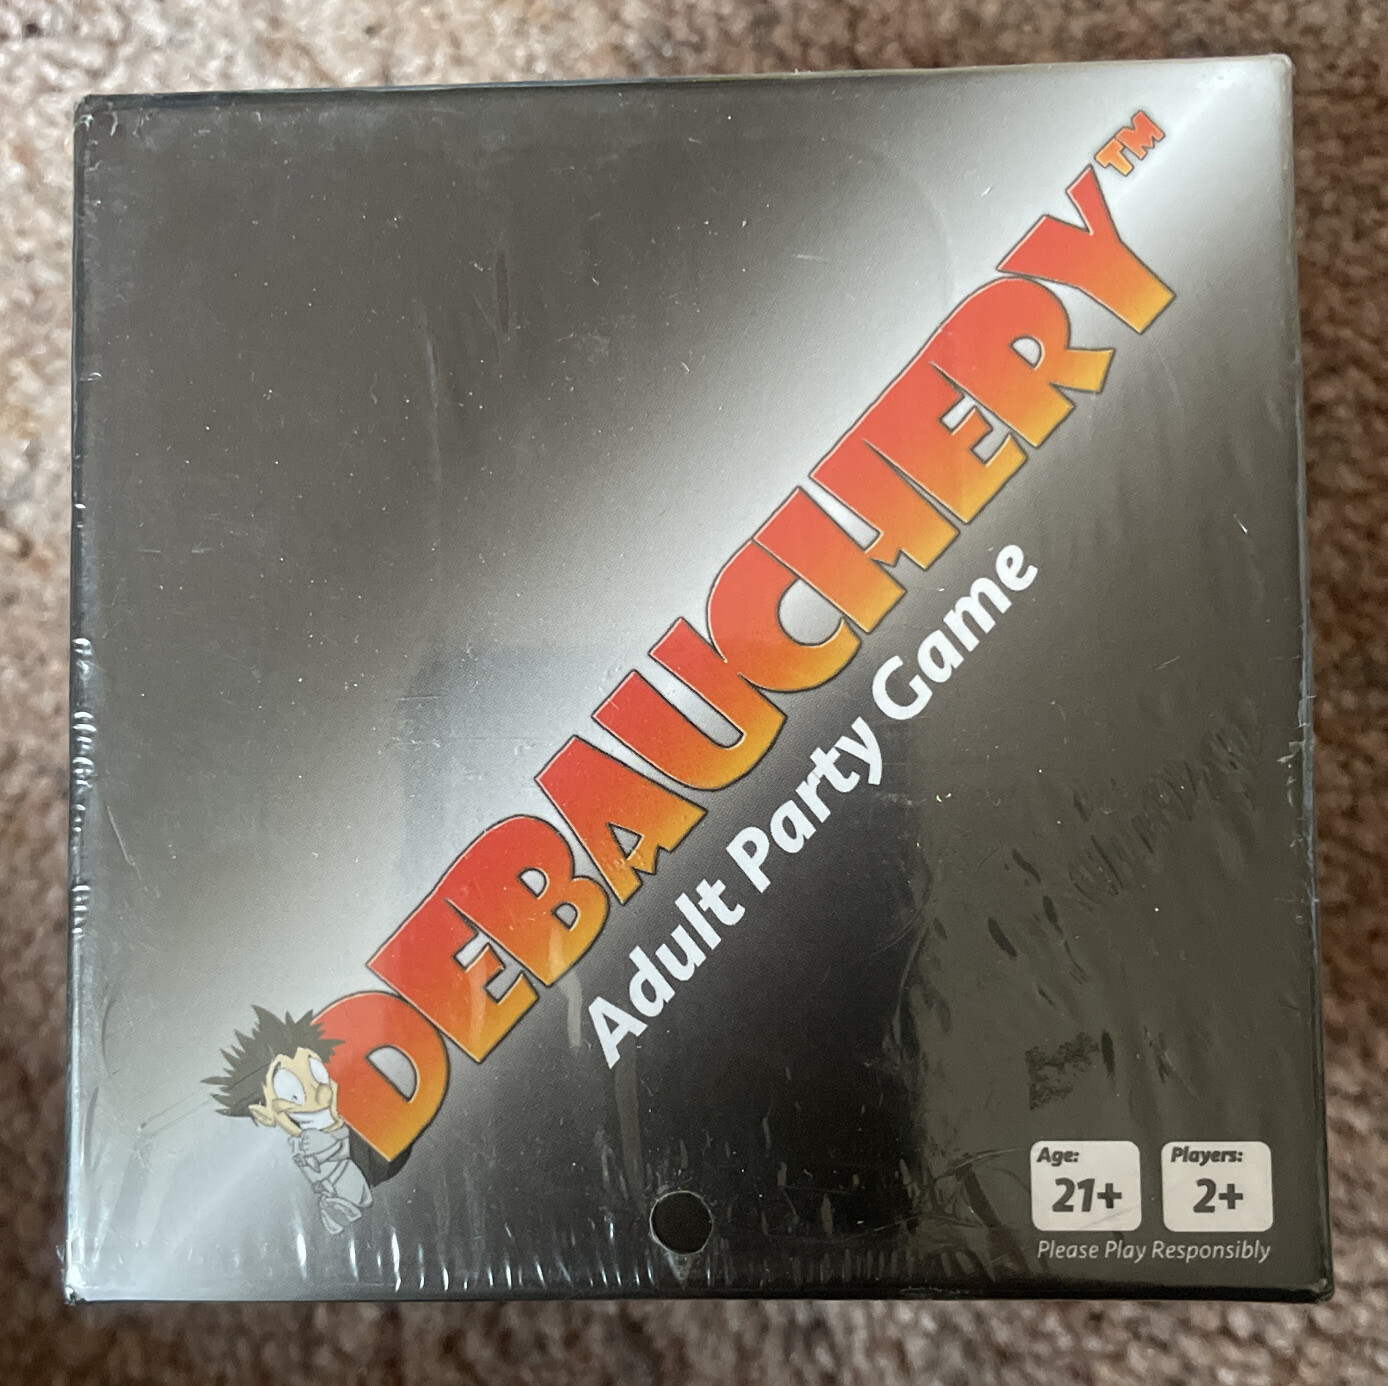 DEBAUCHERY™
Adult Party Game
Age:
21+
Players:
2+
Please Play Responsibly